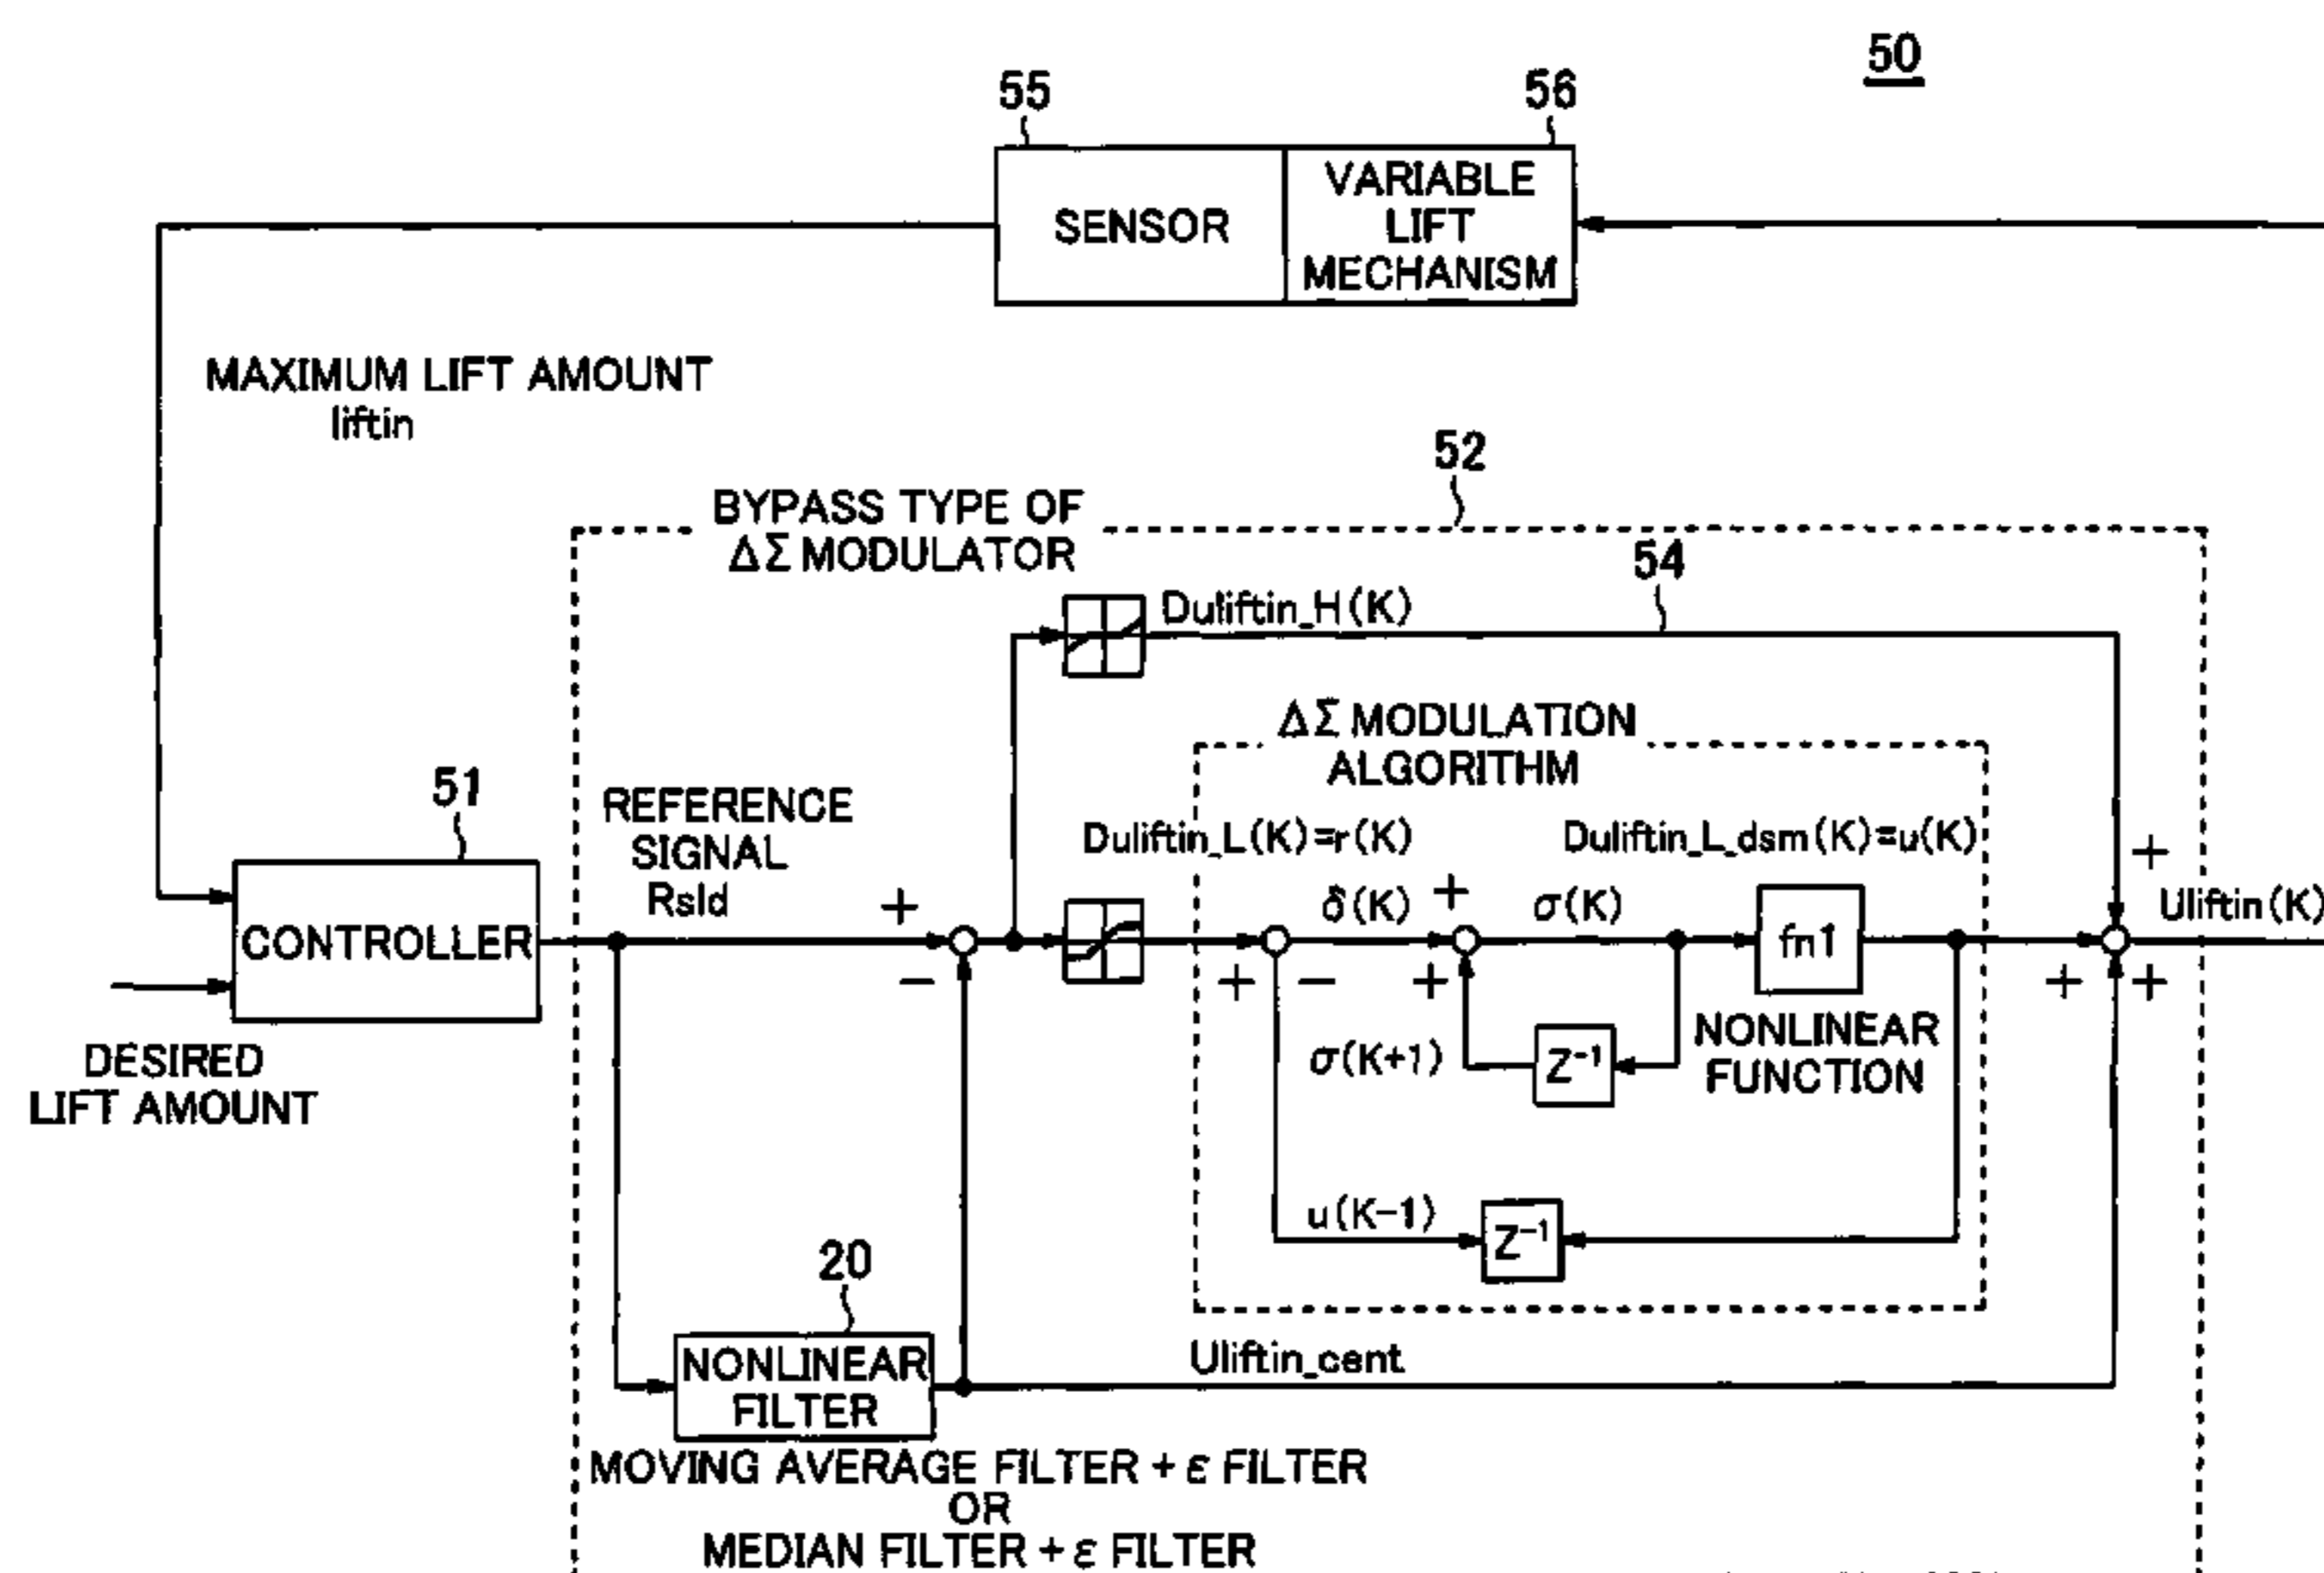 50
55
56
SENSOR
VARIABLE
LIFT
MECHANISM
MAXIMUM LIFT AMOUNT
liftin
52
BYPASS TYPE OF
ΔΣ MODULATOR
54
Duliftin_H(K)
ΔΣ MODULATION
ALGORITHM
51
REFERENCE
SIGNAL
Rsld
Duliftin_L(K)=r(K)
Duliftin_L_dsm(K)=u(K)
+
+
δ(K)
+
σ(K)
Uliftin(K)
CONTROLLER
fn1
−
+
−
+
+
+
DESIRED
LIFT AMOUNT
σ(K+1)
Z⁻¹
NONLINEAR
FUNCTION
u(K−1)
Z⁻¹
20
NONLINEAR
FILTER
Uliftin_cent
MOVING AVERAGE FILTER + ε FILTER
OR
MEDIAN FILTER + ε FILTER